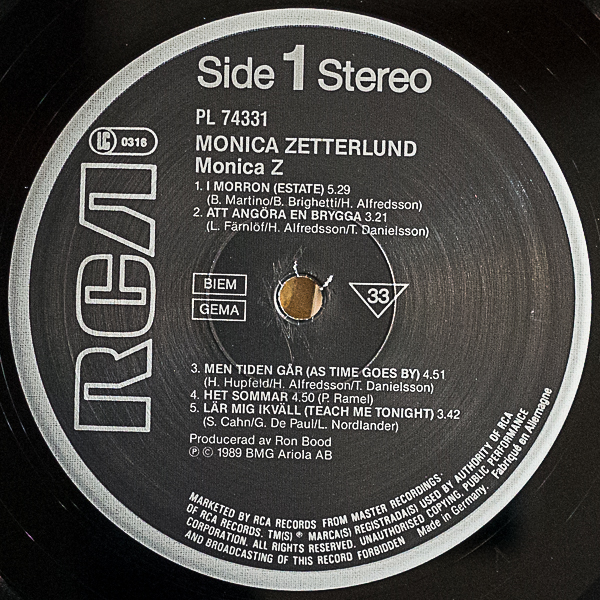 Side 1 Stereo
PL 74331
LC 0316
MONICA ZETTERLUND
Monica Z
1. I MORRON (ESTATE) 5.29
(B. Martino/B. Brighetti/H. Alfredsson)
2. ATT ANGÖRA EN BRYGGA 3.21
(L. Färnlöf/H. Alfredsson/T. Danielsson)
RCA
BIEM
GEMA
33
3. MEN TIDEN GÅR (AS TIME GOES BY) 4.51
(H. Hupfeld/H. Alfredsson/T. Danielsson)
4. HET SOMMAR 4.50 (P. Ramel)
5. LÄR MIG IKVÄLL (TEACH ME TONIGHT) 3.42
(S. Cahn/G. De Paul/L. Nordlander)
Producerad av Ron Bood
℗ © 1989 BMG Ariola AB
MARKETED BY RCA RECORDS FROM MASTER RECORDINGS·
OF RCA RECORDS. TM(S) ® MARCA(S) REGISTRADA(S) USED BY AUTHORITY OF RCA
CORPORATION. ALL RIGHTS RESERVED. UNAUTHORISED COPYING, PUBLIC PERFORMANCE
AND BROADCASTING OF THIS RECORD FORBIDDEN Made in Germany. Fabriqué en Allemagne